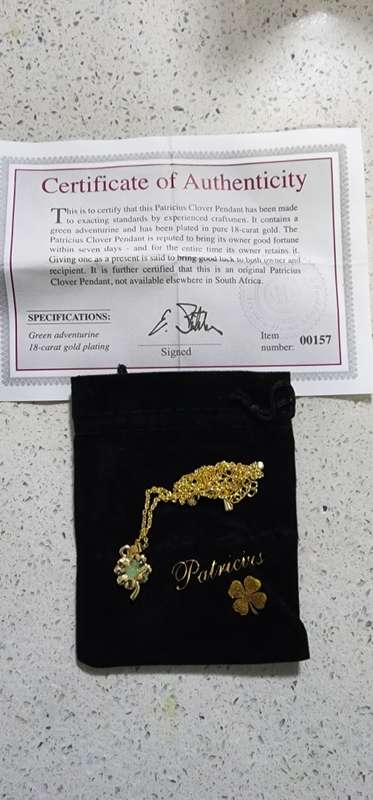 Certificate of Authenticity
This is to certify that this Patricius Clover Pendant has been made
to exacting standards by experienced craftsmen. It contains a
green adventurine and has been plated in pure 18-carat gold. The
Patricius Clover Pendant is reputed to bring its owner good fortune
within seven days - and for the entire time its owner retains it.
Giving one as a present is said to bring good luck to both owner and
recipient. It is further certified that this is an original Patricius
Clover Pendant, not available elsewhere in South Africa.
SPECIFICATIONS:
Green adventurine
18-carat gold plating
Signed
Item
number: 00157
Patricius